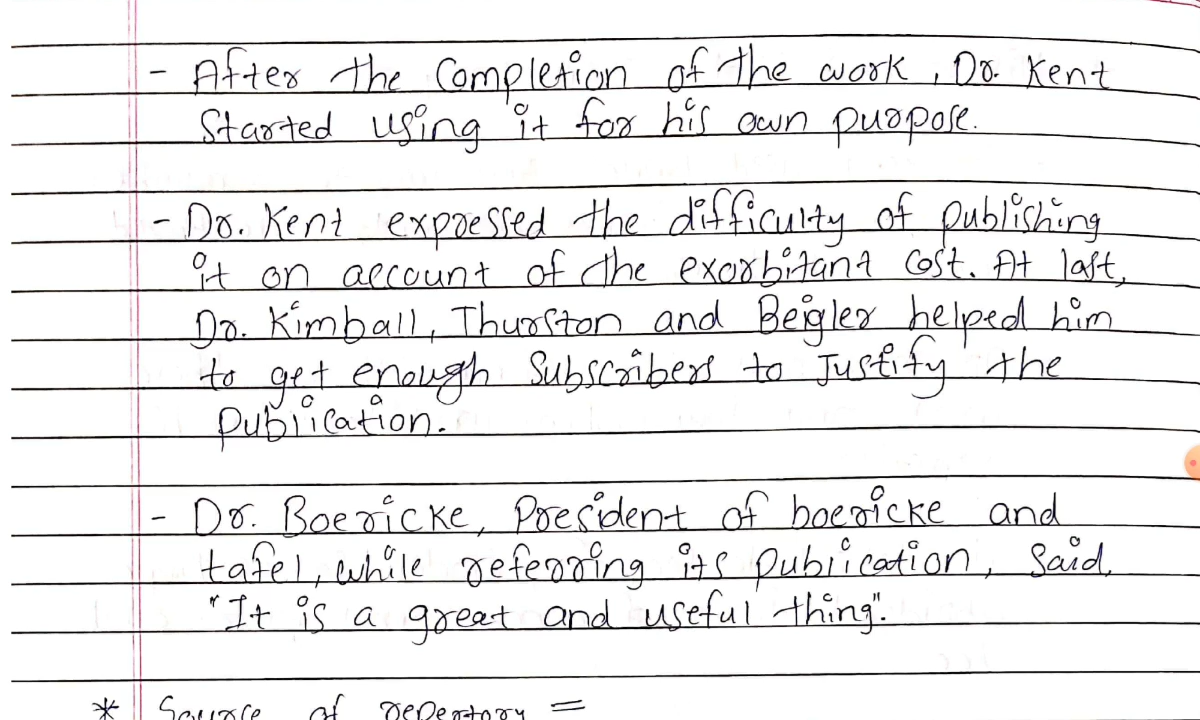 - After the Completion of the work, Dr. Kent
Started using it for his own purpose.
- Dr. Kent expressed the difficulty of publishing
it on account of the exorbitant cost. At last,
Dr. Kimball, Thurston and Beigler helped him
to get enough Subscribers to Justify the
Publication.
- Dr. Boericke, President of boericke and
tafel, while referring its Publication, Said,
"It is a great and useful thing".
* Source of repertory =